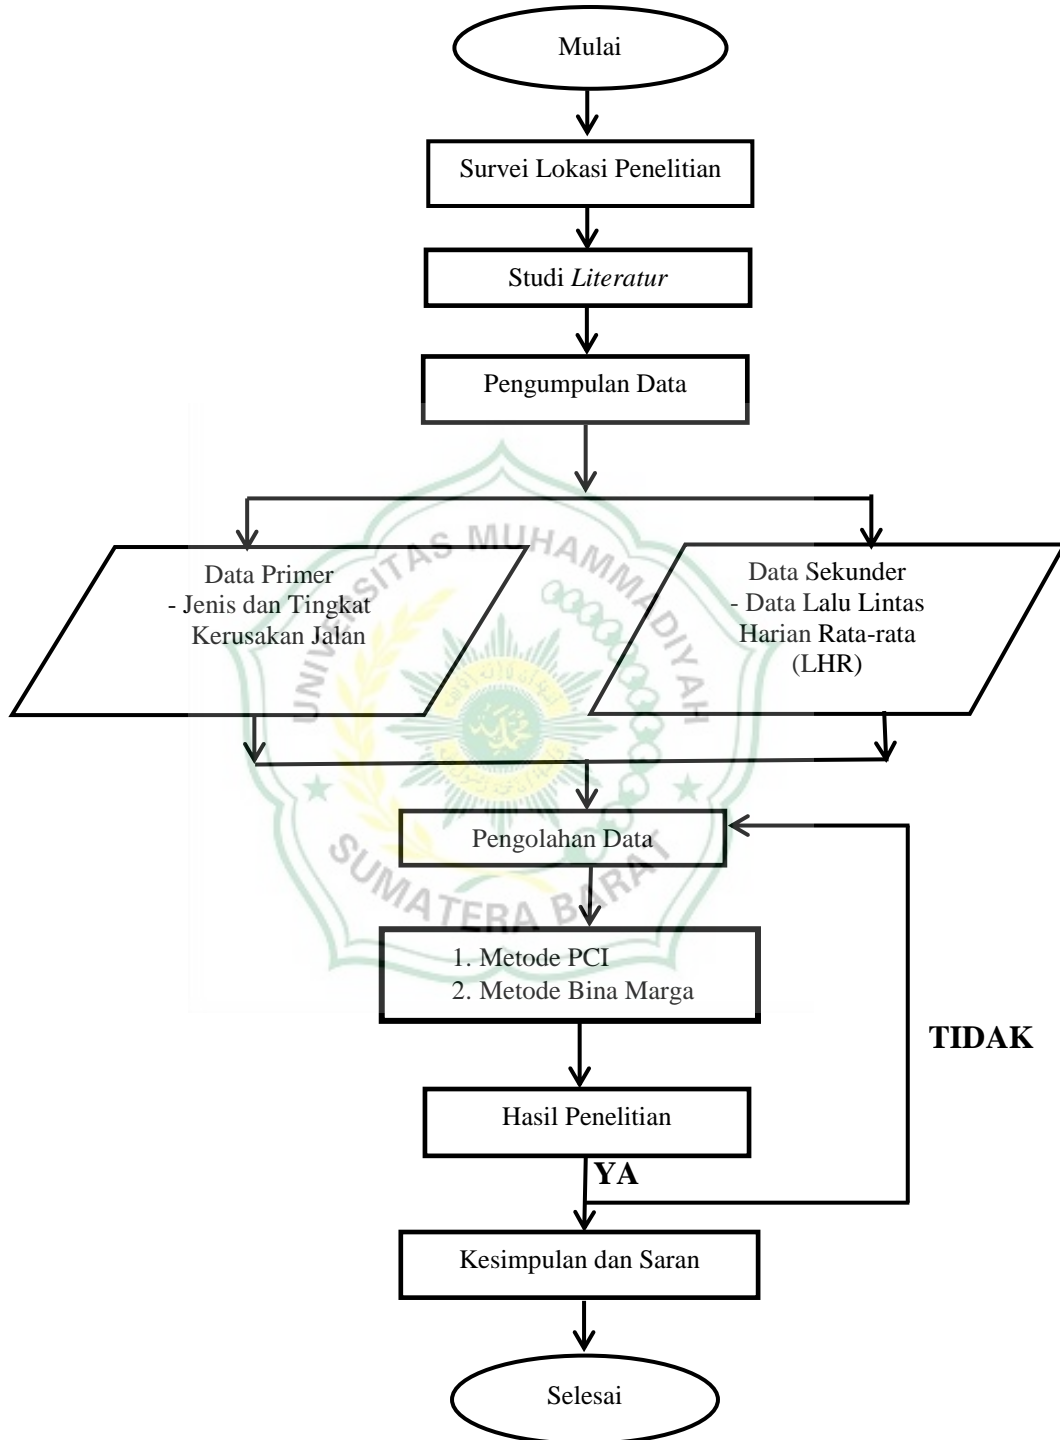 Mulai
Survei Lokasi Penelitian
Studi Literatur
Pengumpulan Data
Data Primer
- Jenis dan Tingkat
Kerusakan Jalan
Data Sekunder
- Data Lalu Lintas
Harian Rata-rata
(LHR)
UNIVERSITAS MUHAMMADIYAH
SUMATERA BARAT
Pengolahan Data
1. Metode PCI
2. Metode Bina Marga
TIDAK
Hasil Penelitian
YA
Kesimpulan dan Saran
Selesai